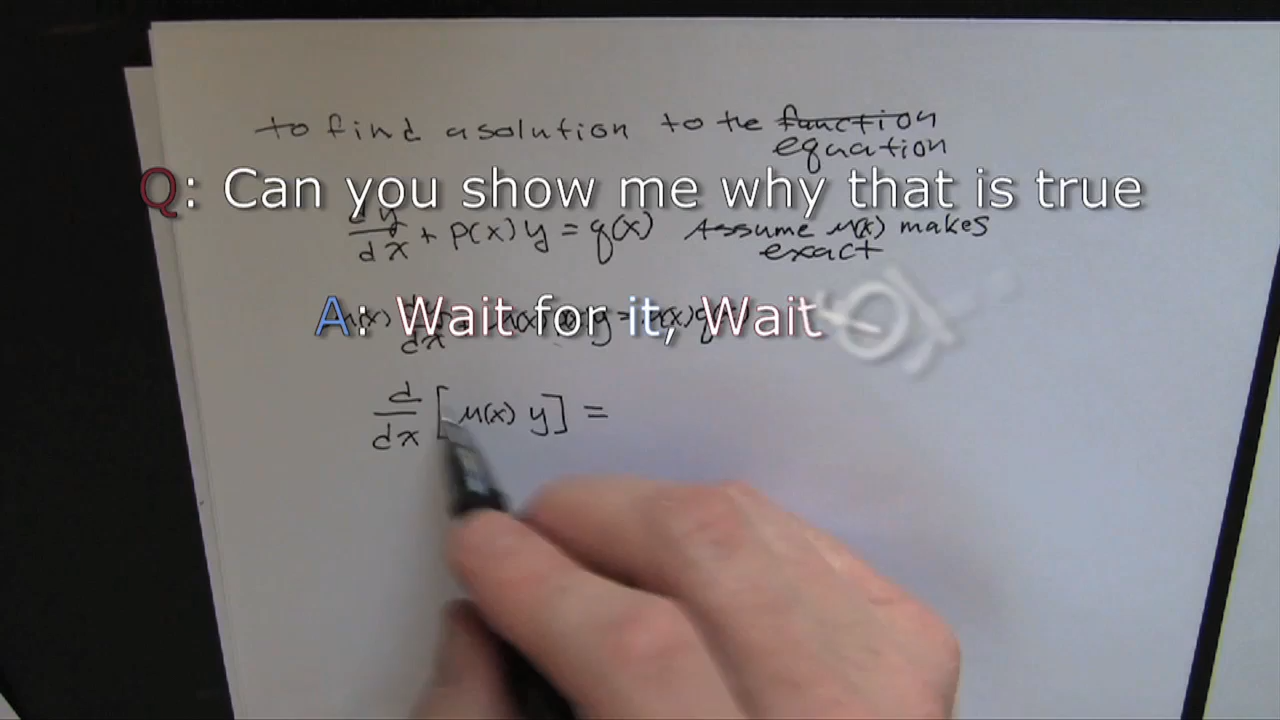 to find a solution to the function
equation
Q: Can you show me why that is true
dy/dx + p(x) y = q(x) Assume μ(x) makes
exact
A: Wait for it, Wait
d/dx [μ(x) y] =